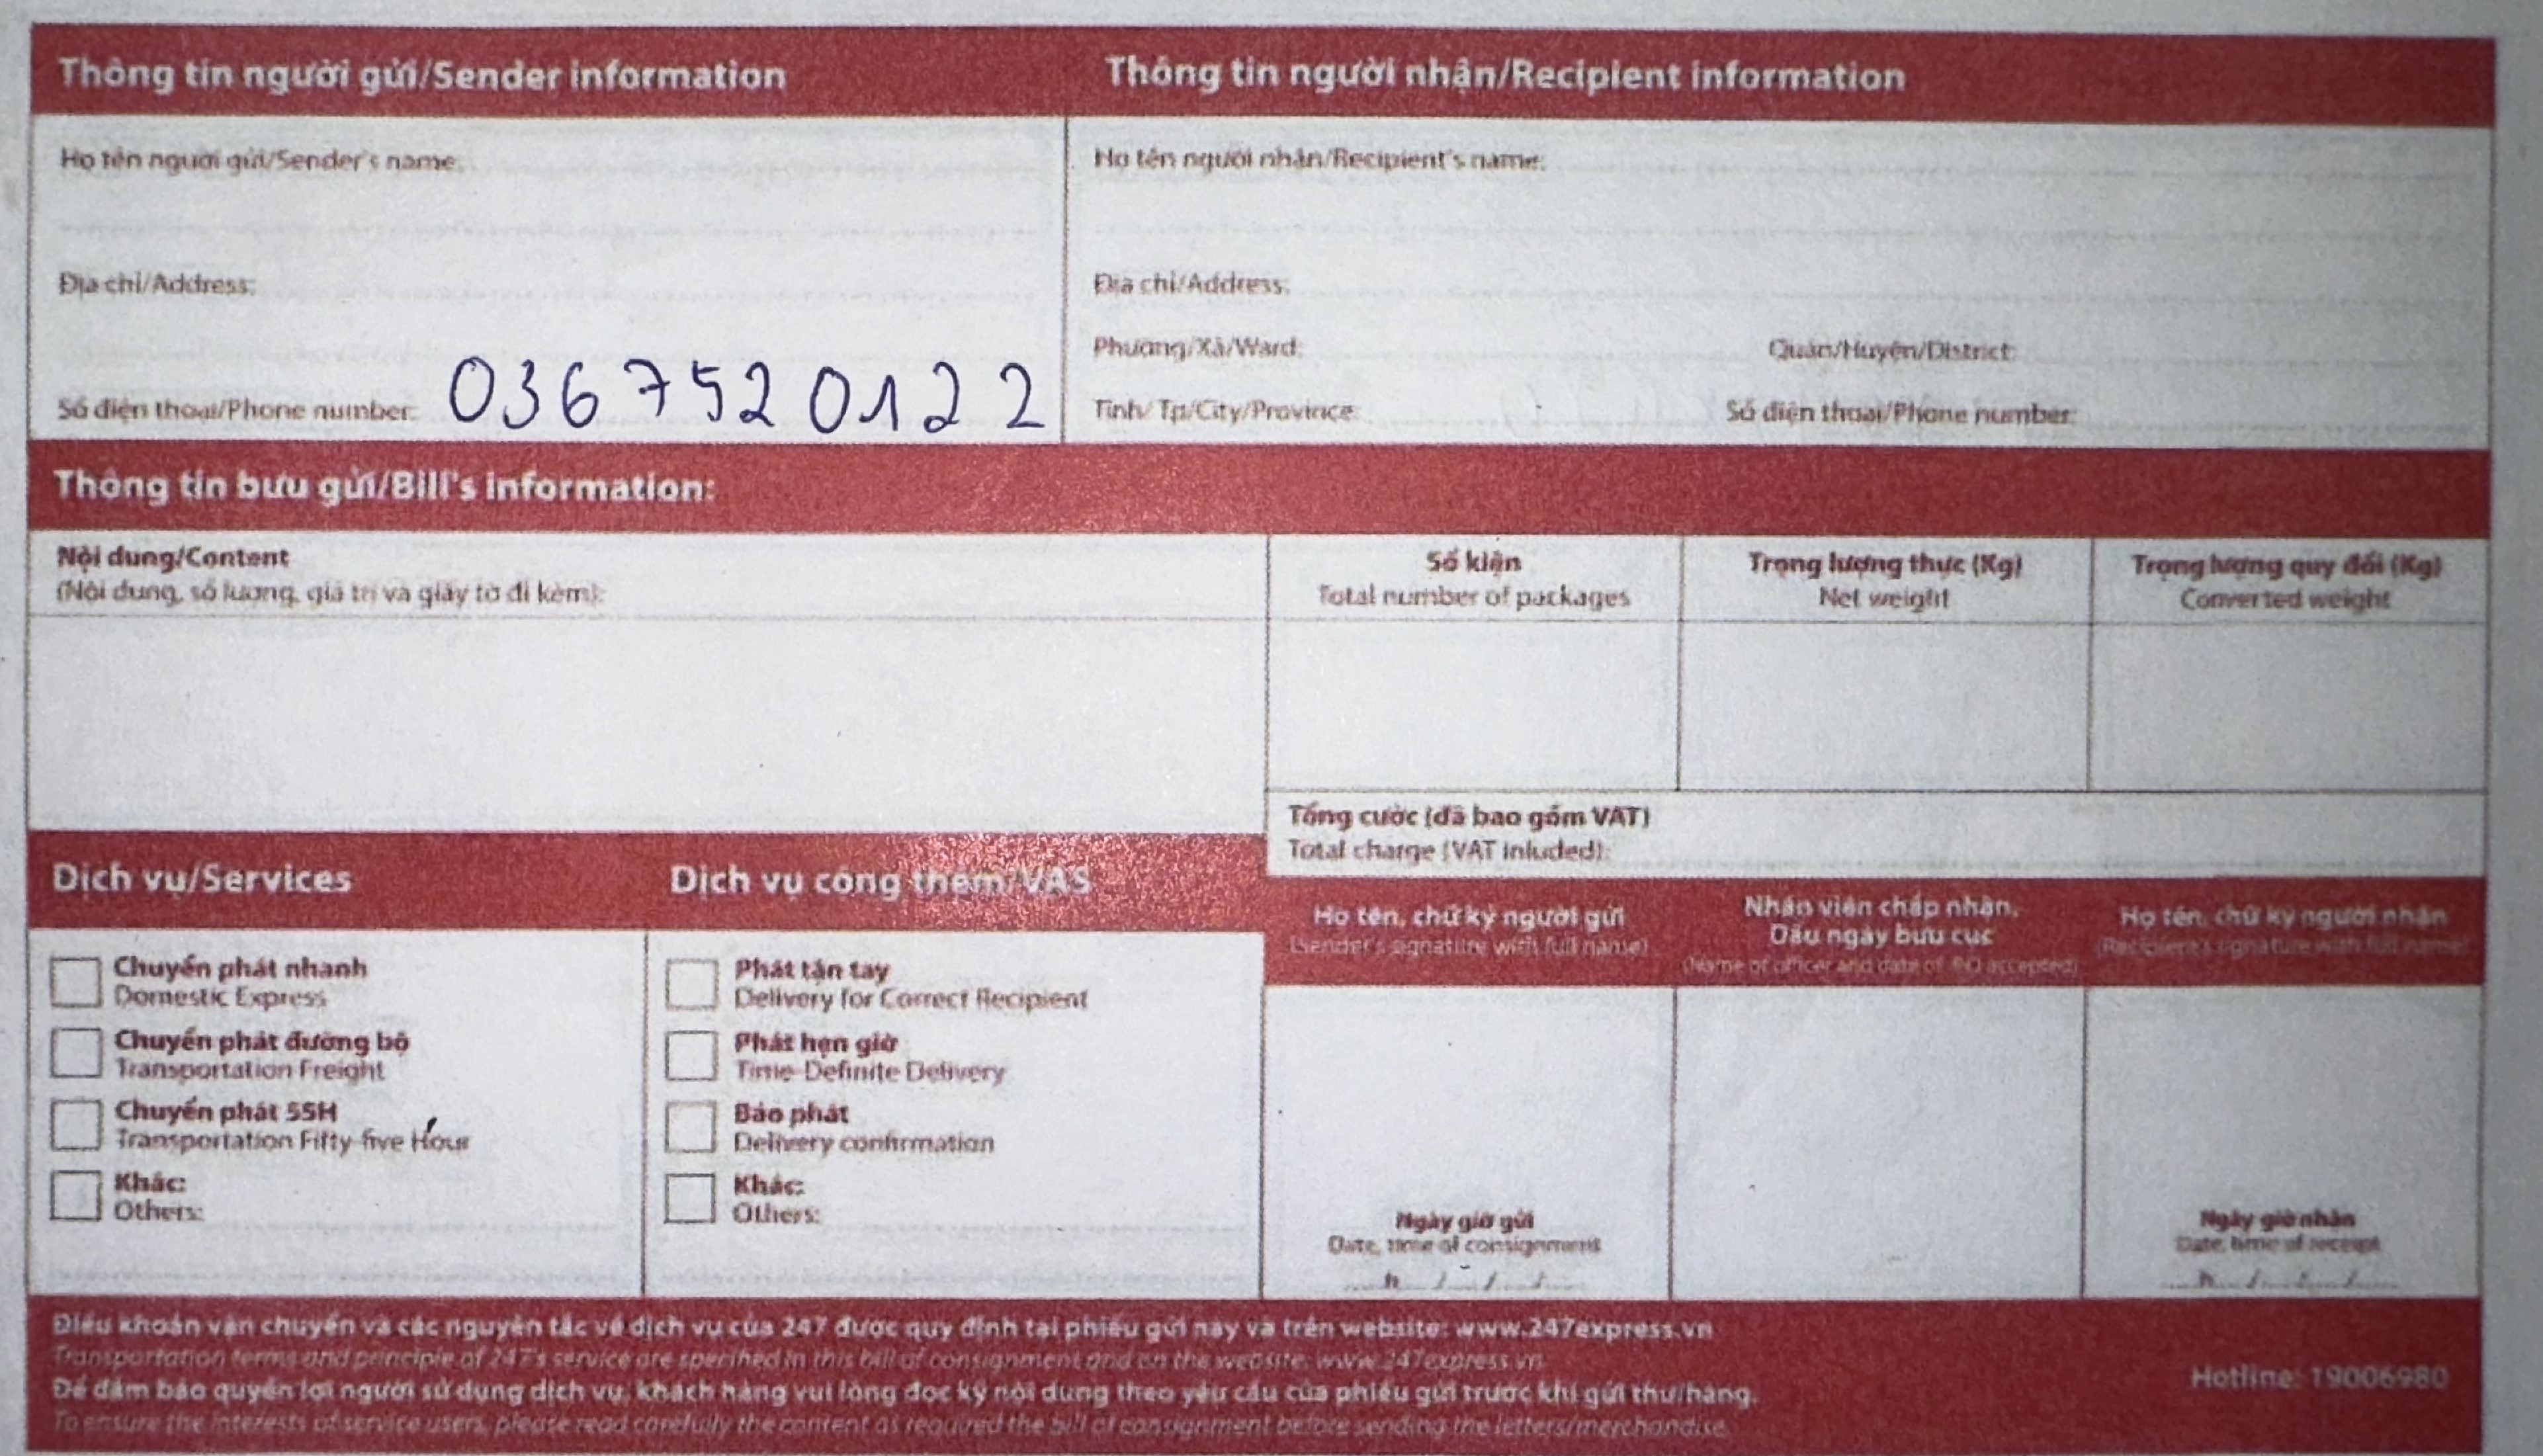 Thông tin người gửi/Sender information
Thông tin người nhận/Recipient information
Họ tên người gửi/Sender's name:
Họ tên người nhận/Recipient's name:
Địa chỉ/Address:
Địa chỉ/Address:
Phường/Xã/Ward:
Quận/Huyện/District:
Số điện thoại/Phone number: 0367520122
Tỉnh/Tp/City/Province:
Số điện thoại/Phone number:
Thông tin bưu gửi/Bill's information:
Nội dung/Content
(Nội dung, số lượng, giá trị và giấy tờ đi kèm):
Số kiện
Total number of packages
Trọng lượng thực (Kg)
Net weight
Trọng lượng quy đổi (Kg)
Converted weight
Tổng cước (đã bao gồm VAT)
Total charge (VAT inluded):
Dịch vụ/Services
Dịch vụ cộng thêm/VAS
Chuyển phát nhanh
Domestic Express
Chuyển phát đường bộ
Transportation Freight
Chuyển phát 55H
Transportation Fifty-five Hour
Khác:
Others:
Phát tận tay
Delivery for Correct Recipient
Phát hẹn giờ
Time-Definite Delivery
Báo phát
Delivery confirmation
Khác:
Others:
Họ tên, chữ ký người gửi
(Sender's signature with full name)
Nhân viên chấp nhận,
Dấu ngày bưu cục
(Name of officer and date of PO accepted)
Họ tên, chữ ký người nhận
(Recipient's signature with full name)
Ngày giờ gửi
Date, time of consignment
h / / /
Ngày giờ nhận
Date, time of receipt
h / / /
Điều khoản vận chuyển và các nguyên tắc về dịch vụ của 247 được quy định tại phiếu gửi này và trên website: www.247express.vn
Transportation terms and principle of 247's service are specified in this bill of consignment and on the website: www.247express.vn
Để đảm bảo quyền lợi người sử dụng dịch vụ, khách hàng vui lòng đọc kỹ nội dung theo yêu cầu của phiếu gửi trước khi gửi thư/hàng.
To ensure the interests of service users, please read carefully the content as required the bill of consignment before sending the letters/merchandise.
Hotline: 19006980